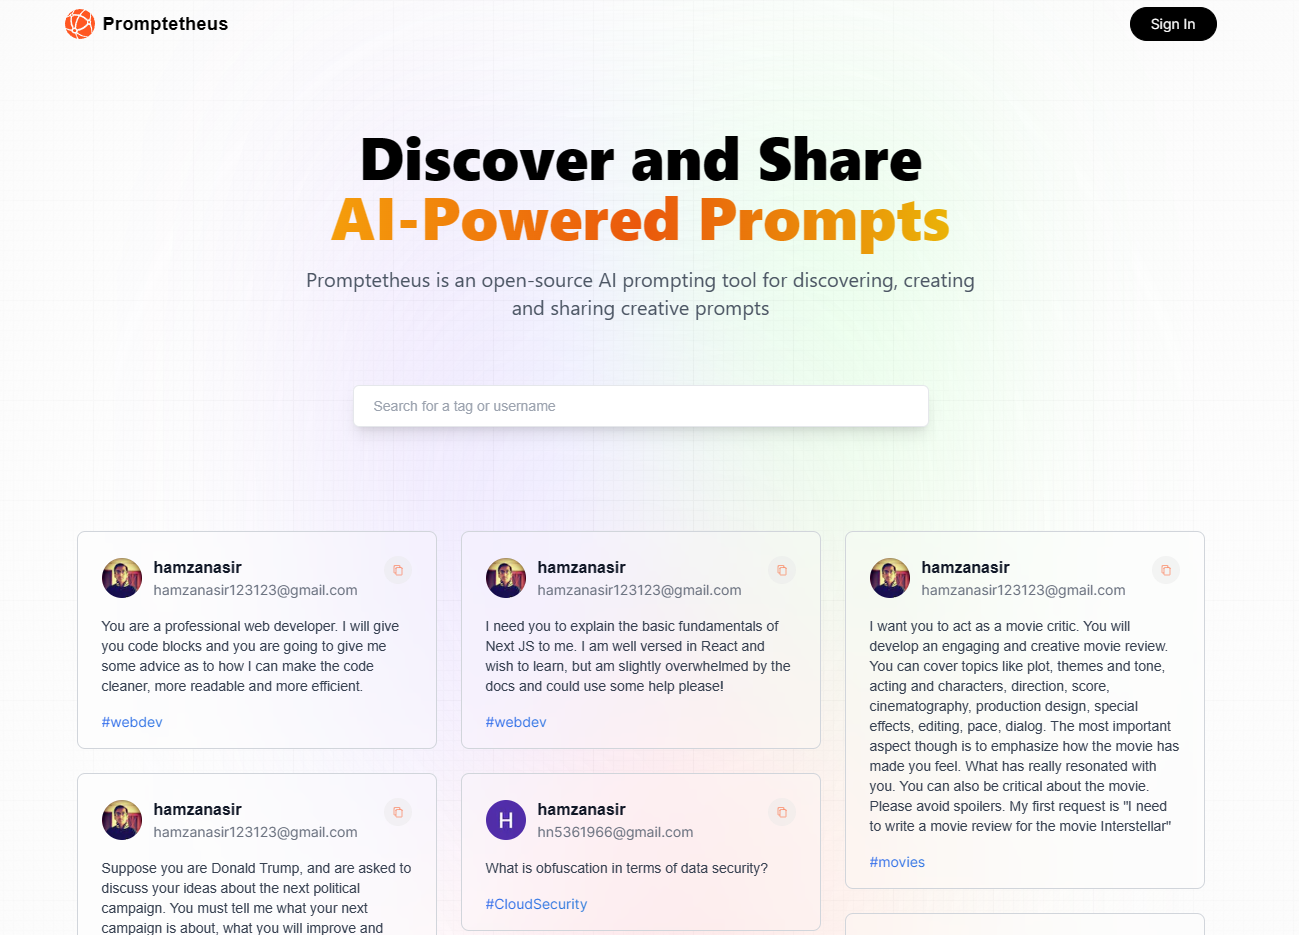 Promptetheus
Sign In
Discover and Share
AI-Powered Prompts
Promptetheus is an open-source AI prompting tool for discovering, creating
and sharing creative prompts
Search for a tag or username
hamzanasir
hamzanasir123123@gmail.com
You are a professional web developer. I will give
you code blocks and you are going to give me
some advice as to how I can make the code
cleaner, more readable and more efficient.
#webdev
hamzanasir
hamzanasir123123@gmail.com
I need you to explain the basic fundamentals of
Next JS to me. I am well versed in React and
wish to learn, but am slightly overwhelmed by the
docs and could use some help please!
#webdev
hamzanasir
hamzanasir123123@gmail.com
I want you to act as a movie critic. You will
develop an engaging and creative movie review.
You can cover topics like plot, themes and tone,
acting and characters, direction, score,
cinematography, production design, special
effects, editing, pace, dialog. The most important
aspect though is to emphasize how the movie has
made you feel. What has really resonated with
you. You can also be critical about the movie.
Please avoid spoilers. My first request is "I need
to write a movie review for the movie Interstellar"
#movies
hamzanasir
hamzanasir123123@gmail.com
Suppose you are Donald Trump, and are asked to
discuss your ideas about the next political
campaign. You must tell me what your next
campaign is about, what you will improve and
H
hamzanasir
hn5361966@gmail.com
What is obfuscation in terms of data security?
#CloudSecurity